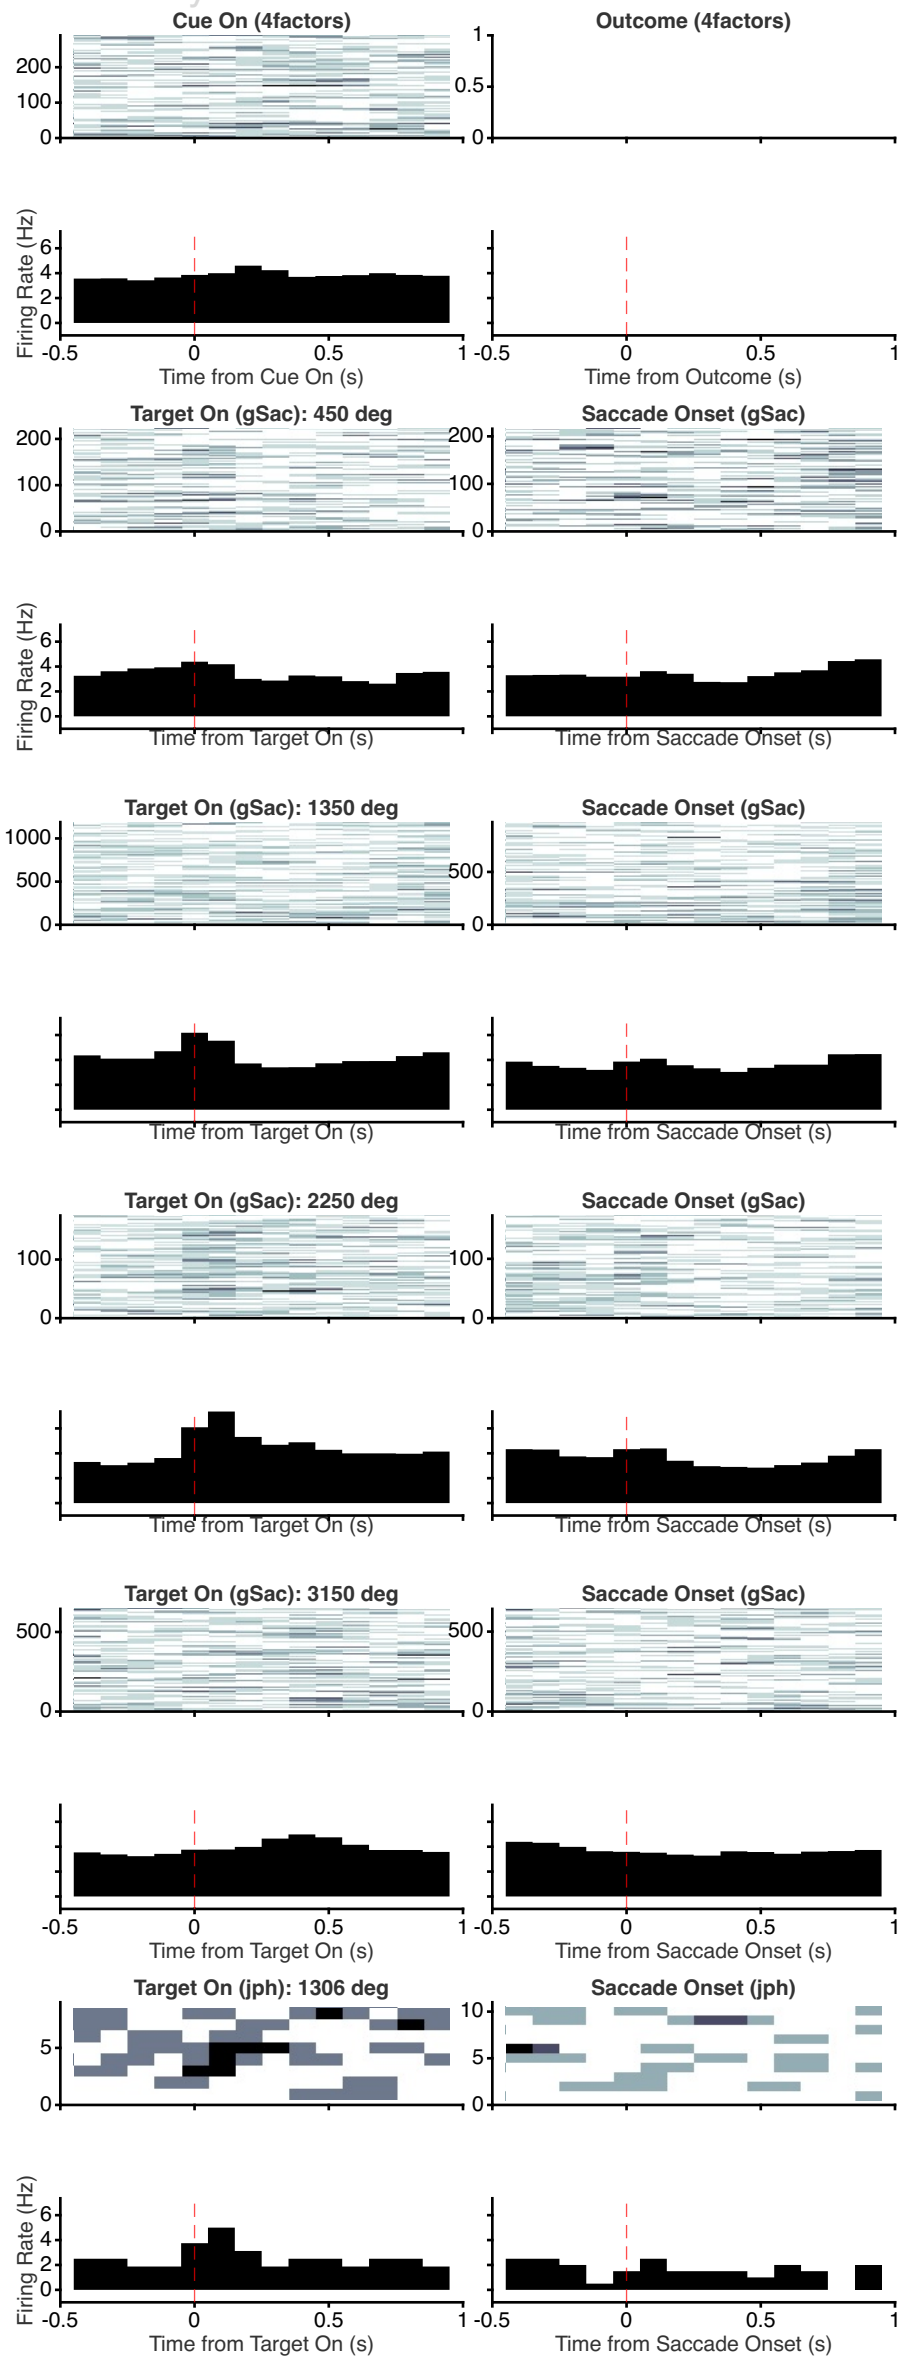 Cue On (4factors) Outcome (4factors)
200
100
0
1
0.5
0
Firing Rate (Hz)
6
4
2
0
-0.5 0 0.5 1 -0.5 0 1
Time from Cue On (s) Time from Outcome (s)
Target On (gSac): 450 deg Saccade Onset (gSac)
200
100
0
200
100
0
Firing Rate (Hz)
6
4
2
0
Time from Target On (s) Time from Saccade Onset (s)
Target On (gSac): 1350 deg Saccade Onset (gSac)
1000
500
0
500
0
Time from Target On (s) Time from Saccade Onset (s)
Target On (gSac): 2250 deg Saccade Onset (gSac)
100
0
100
0
Time from Target On (s) Time from Saccade Onset (s)
Target On (gSac): 3150 deg Saccade Onset (gSac)
500
0
500
0
-0.5 0 0.5 1 -0.5 0 0.5 1
Time from Target On (s) Time from Saccade Onset (s)
Target On (jph): 1306 deg Saccade Onset (jph)
5
0
10
5
0
Firing Rate (Hz)
6
4
2
0
-0.5 0 0.5 1 -0.5 0 0.5 1
Time from Target On (s) Time from Saccade Onset (s)